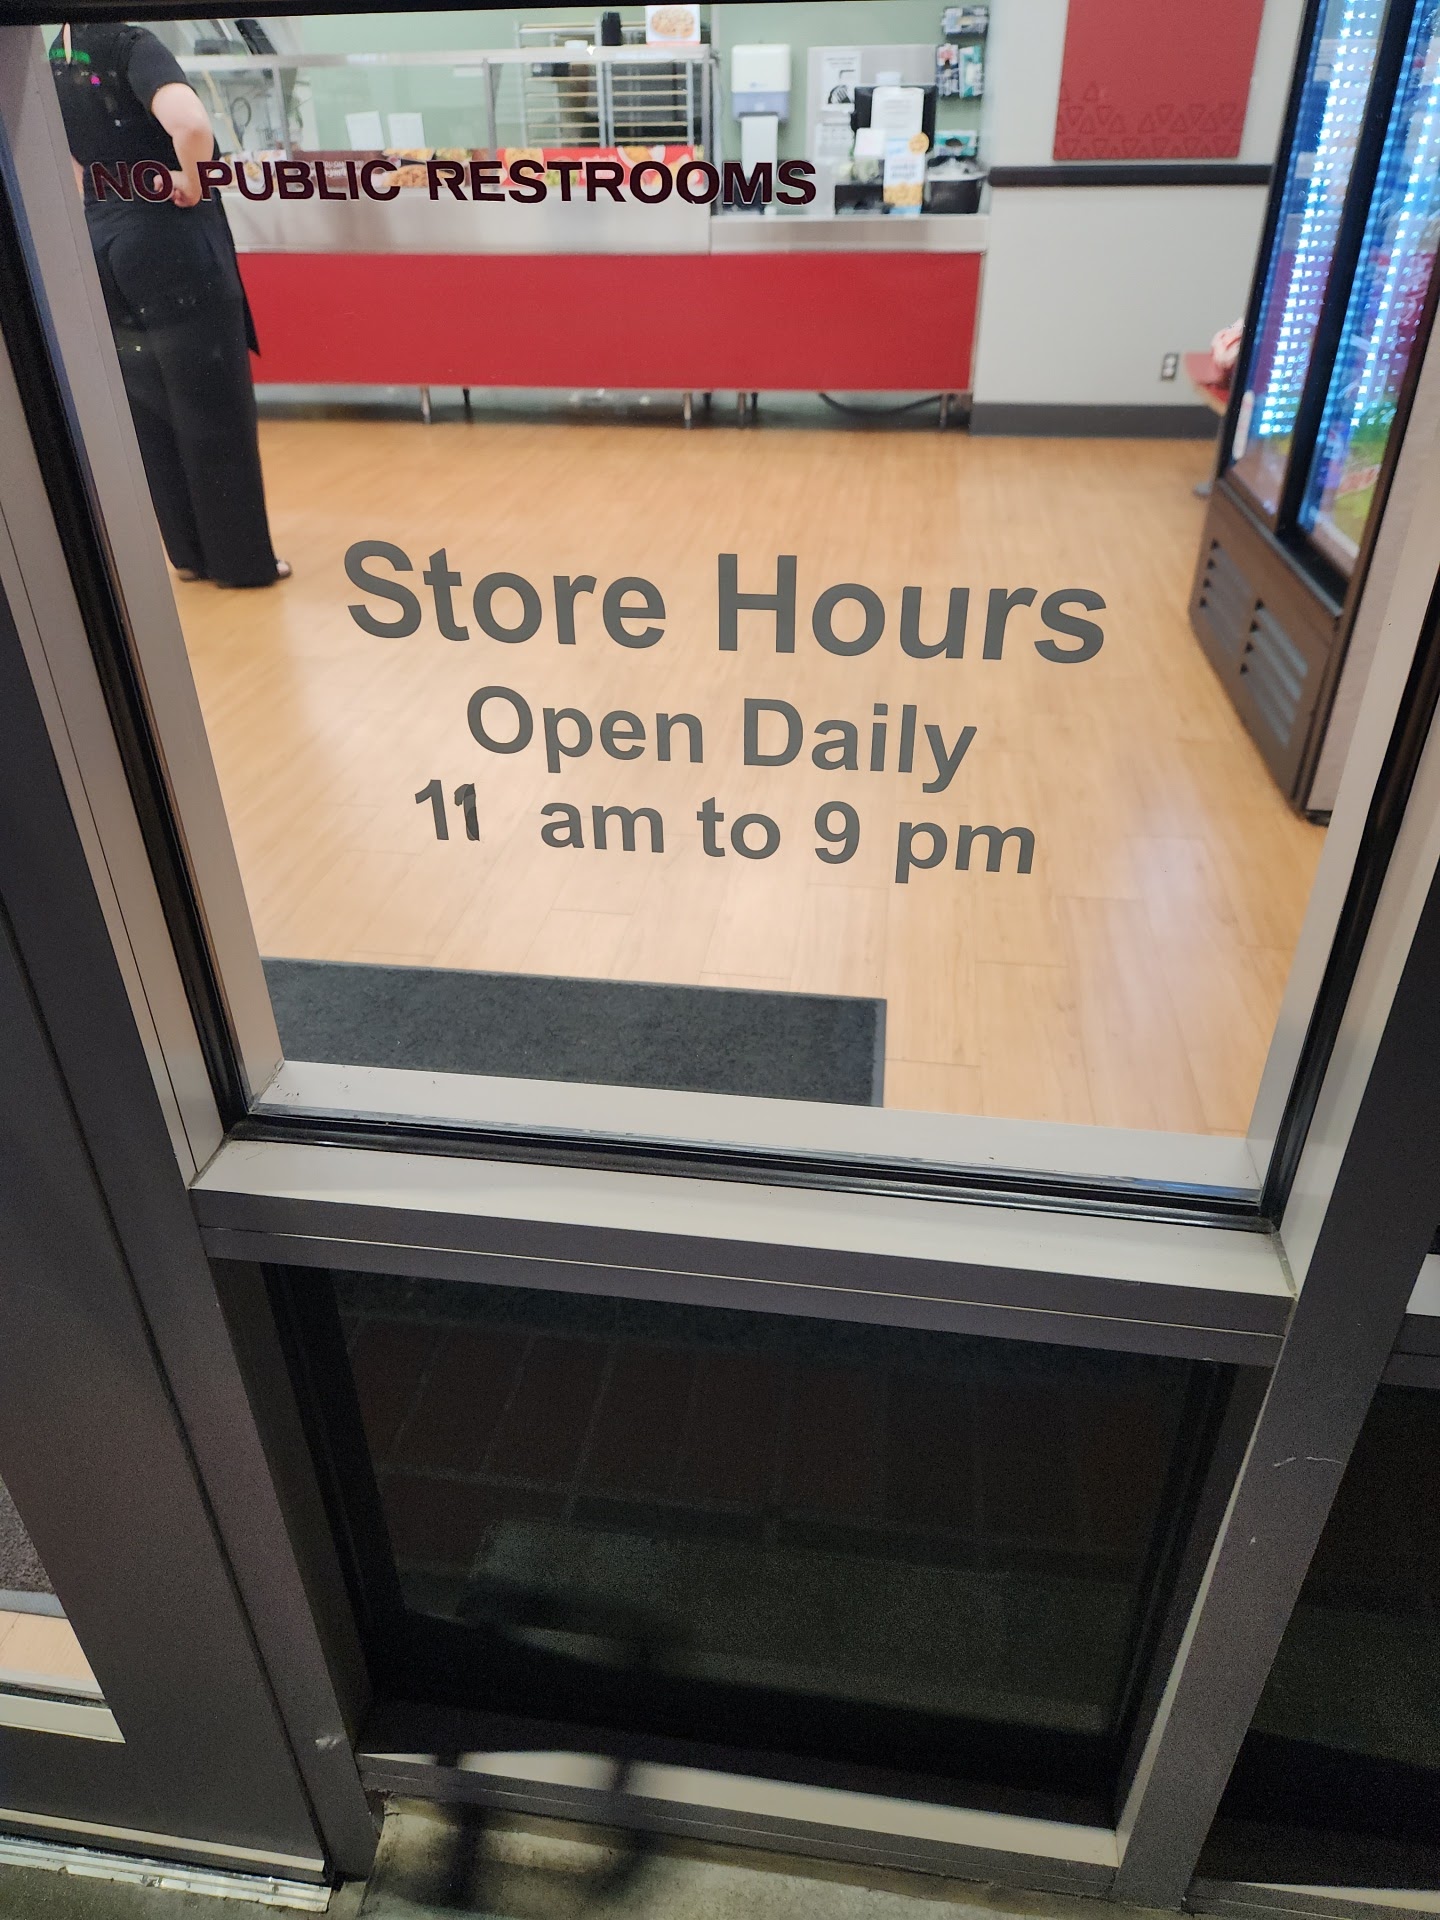 NO PUBLIC RESTROOMS
Store Hours
Open Daily
11 am to 9 pm